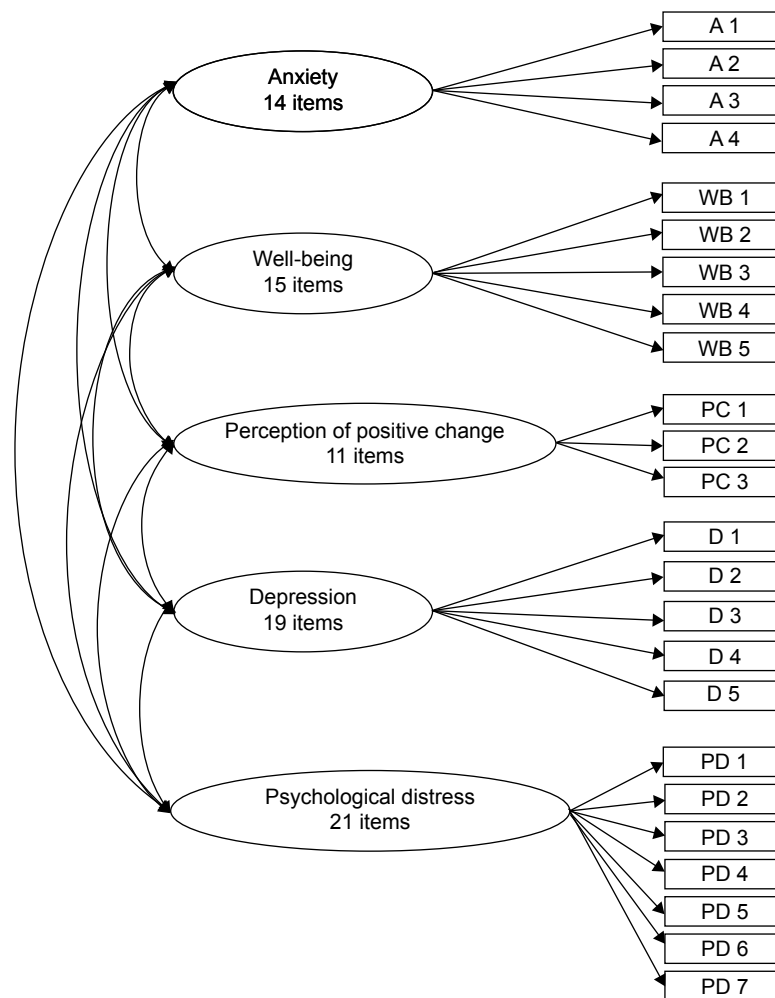 Anxiety
14 items
A 1
A 2
A 3
A 4
Well-being
15 items
WB 1
WB 2
WB 3
WB 4
WB 5
Perception of positive change
11 items
PC 1
PC 2
PC 3
Depression
19 items
D 1
D 2
D 3
D 4
D 5
Psychological distress
21 items
PD 1
PD 2
PD 3
PD 4
PD 5
PD 6
PD 7